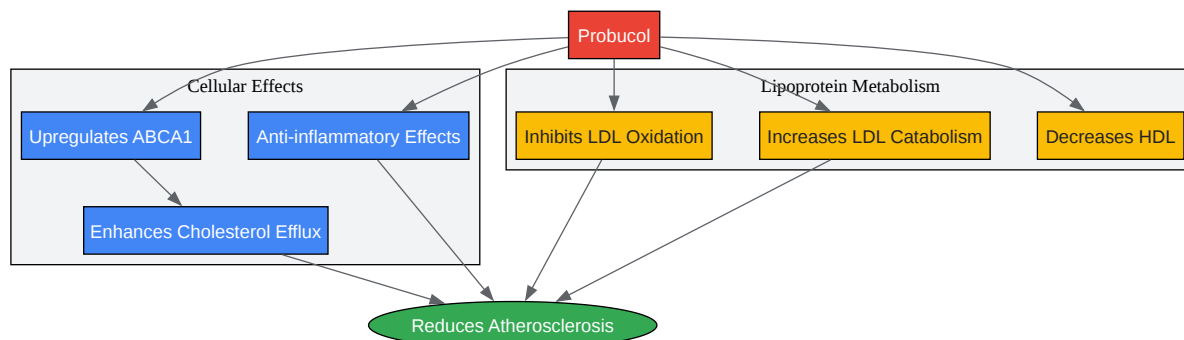 Probucol
Cellular Effects
Lipoprotein Metabolism
Upregulates ABCA1
Anti-inflammatory Effects
Inhibits LDL Oxidation
Increases LDL Catabolism
Decreases HDL
Enhances Cholesterol Efflux
Reduces Atherosclerosis